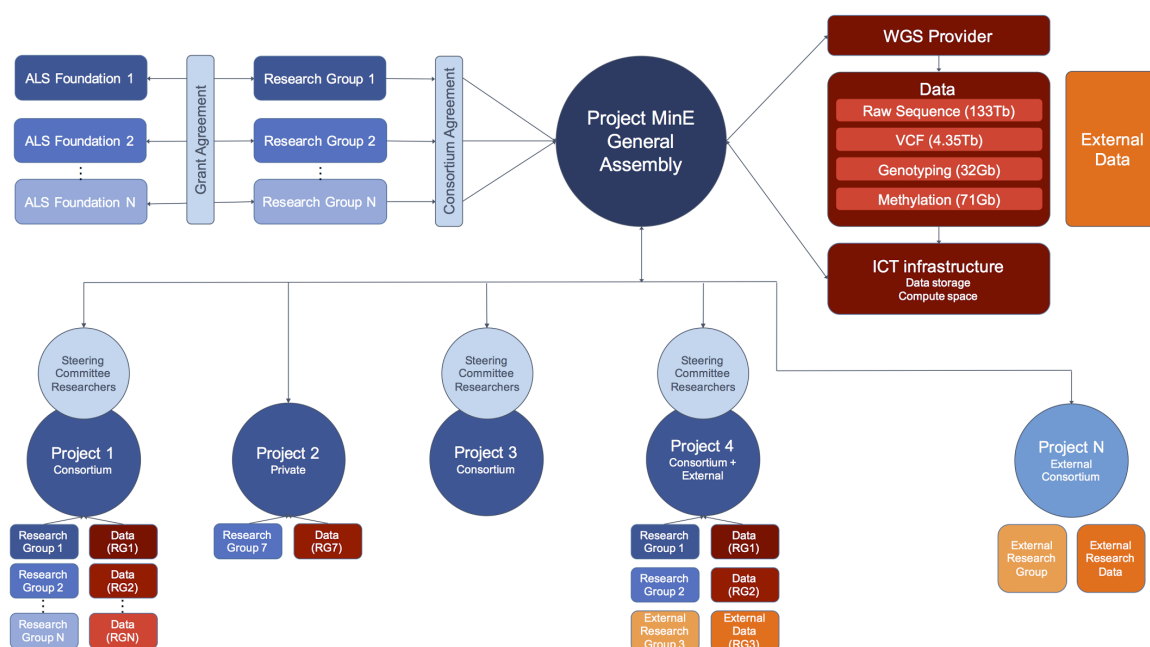 ALS Foundation 1
ALS Foundation 2
ALS Foundation N
Grant Agreement
Research Group 1
Research Group 2
Research Group N
Consortium Agreement
Project MinE
General
Assembly
WGS Provider
Data
Raw Sequence (133Tb)
VCF (4.35Tb)
Genotyping (32Gb)
Methylation (71Gb)
External
Data
ICT infrastructure
Data storage
Compute space
Steering
Committee
Researchers
Project 1
Consortium
Research
Group 1
Data
(RG1)
Research
Group 2
Data
(RG2)
Research
Group N
Data
(RGN)
Project 2
Private
Research
Group 7
Data
(RG7)
Steering
Committee
Researchers
Project 3
Consortium
Steering
Committee
Researchers
Project 4
Consortium +
External
Research
Group 1
Data
(RG1)
Research
Group 2
Data
(RG2)
External
Research
Group 3
External
Data
(RG3)
Project N
External
Consortium
External
Research
Group
External
Research
Data